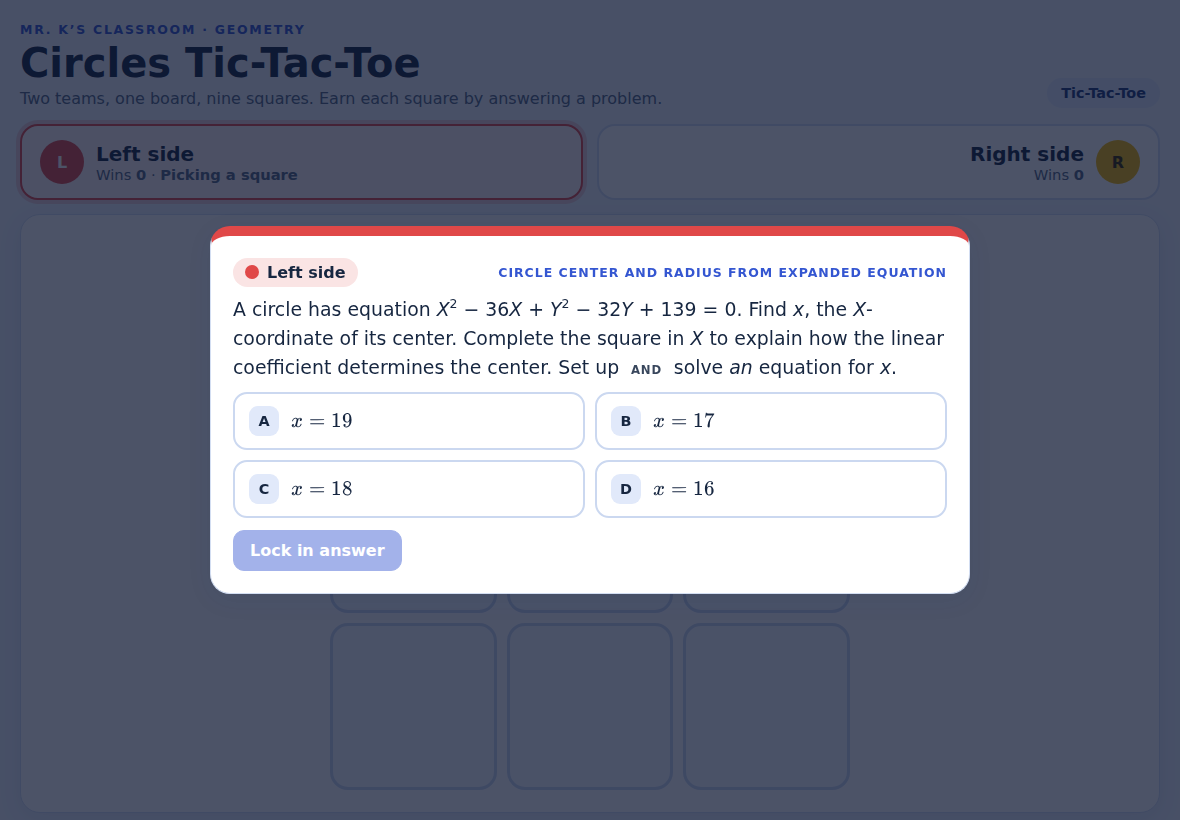 MR. K'S CLASSROOM · GEOMETRY
Circles Tic-Tac-Toe
Two teams, one board, nine squares. Earn each square by answering a problem.
Tic-Tac-Toe
L
Left side
Wins 0 · Picking a square
Right side
Wins 0
R
Left side
CIRCLE CENTER AND RADIUS FROM EXPANDED EQUATION
A circle has equation X² − 36X + Y² − 32Y + 139 = 0. Find x, the X-
coordinate of its center. Complete the square in X to explain how the linear
coefficient determines the center. Set up AND solve an equation for x.
A x = 19
B x = 17
C x = 18
D x = 16
Lock in answer